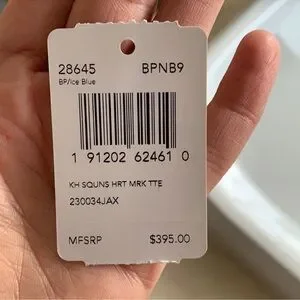 28645 BPNB9
BP/Ice Blue
1 91202 62461 0
KH SQUNS HRT MRK TTE
230034JAX
MFSRP $395.00